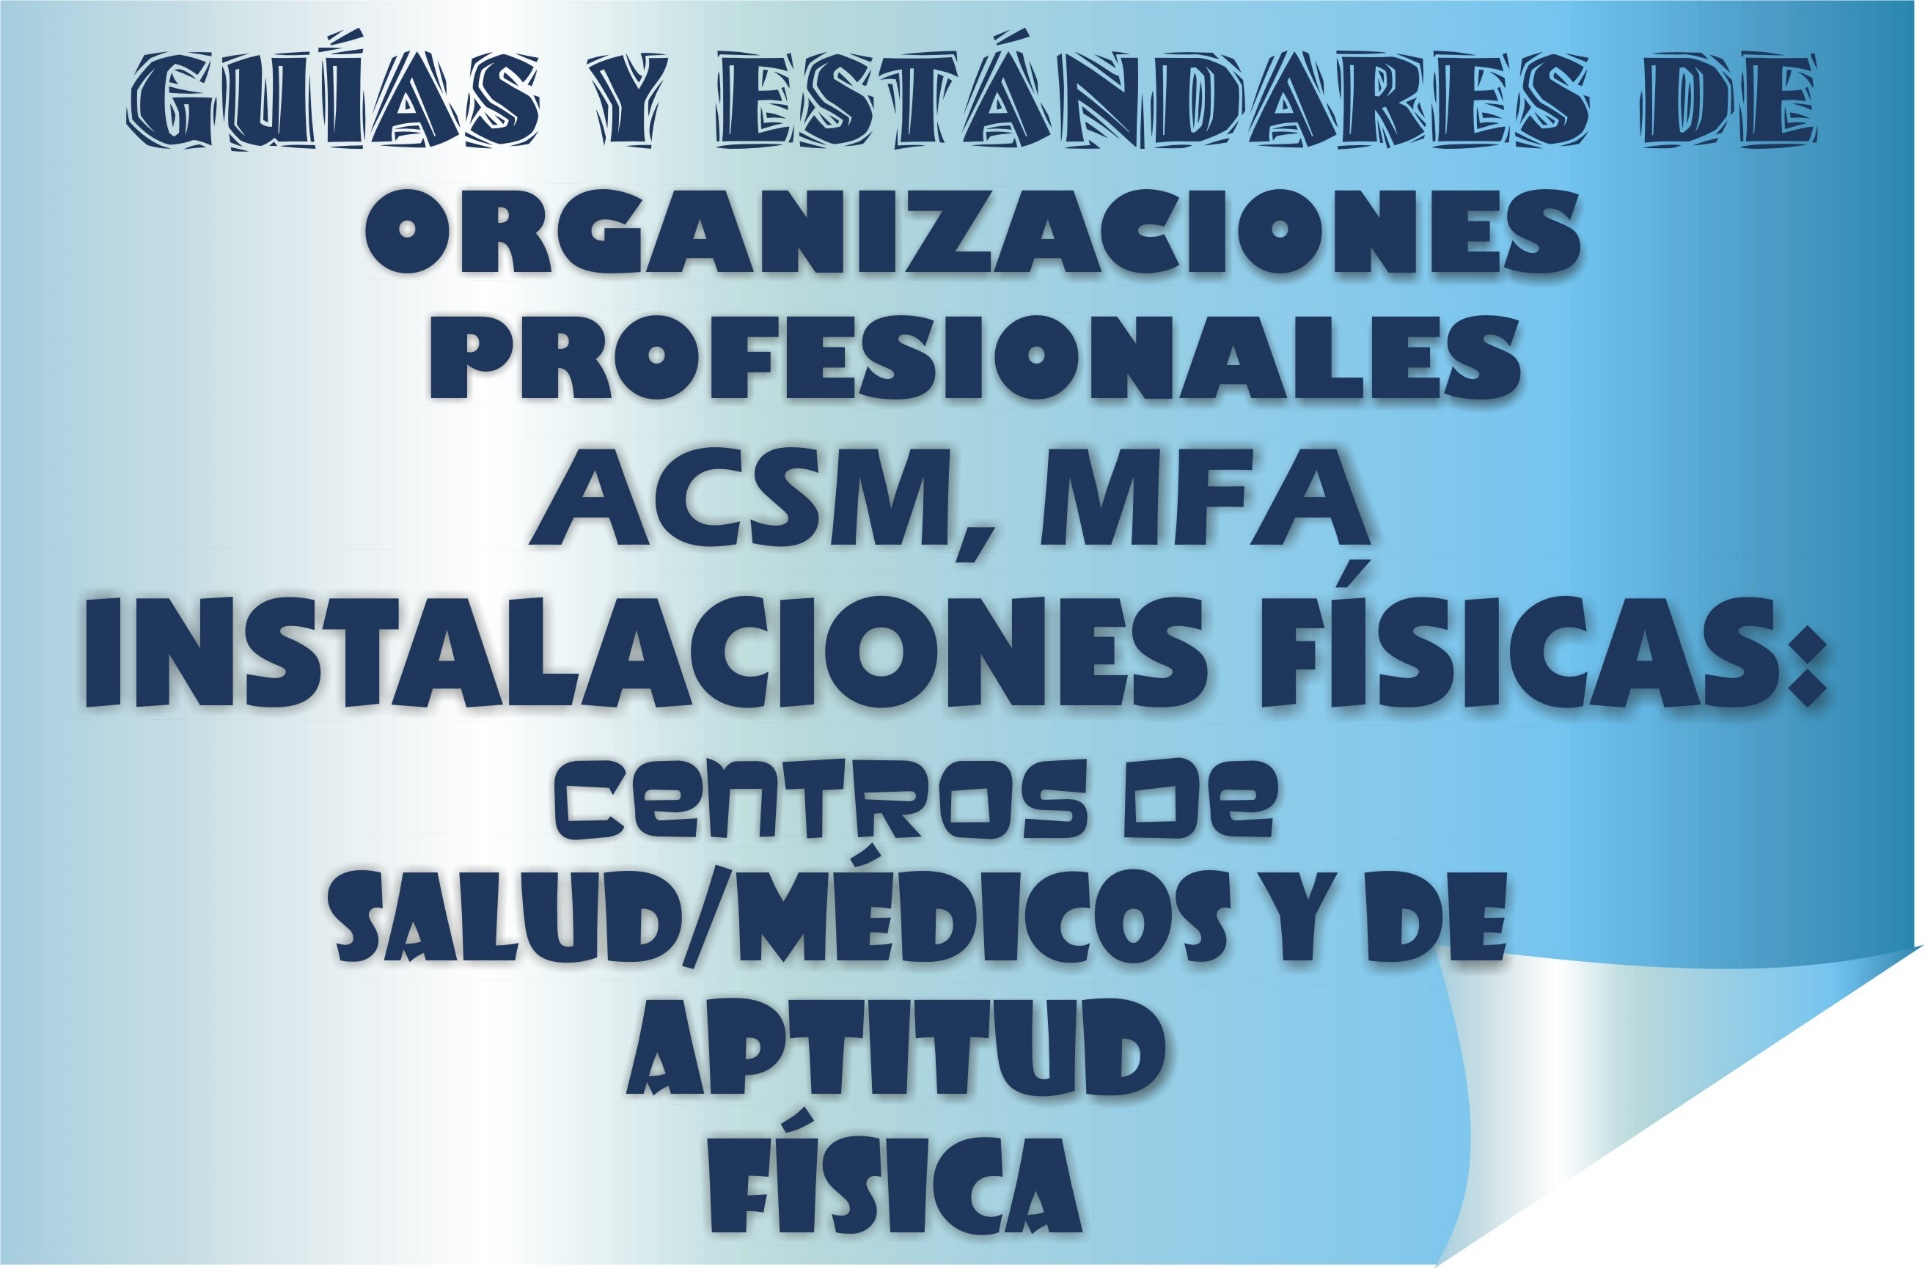 GUÍAS Y ESTÁNDARES DE
ORGANIZACIONES
PROFESIONALES
ACSM, MFA
INSTALACIONES FÍSICAS:
CENTROS DE
SALUD/MÉDICOS Y DE
APTITUD
FÍSICA